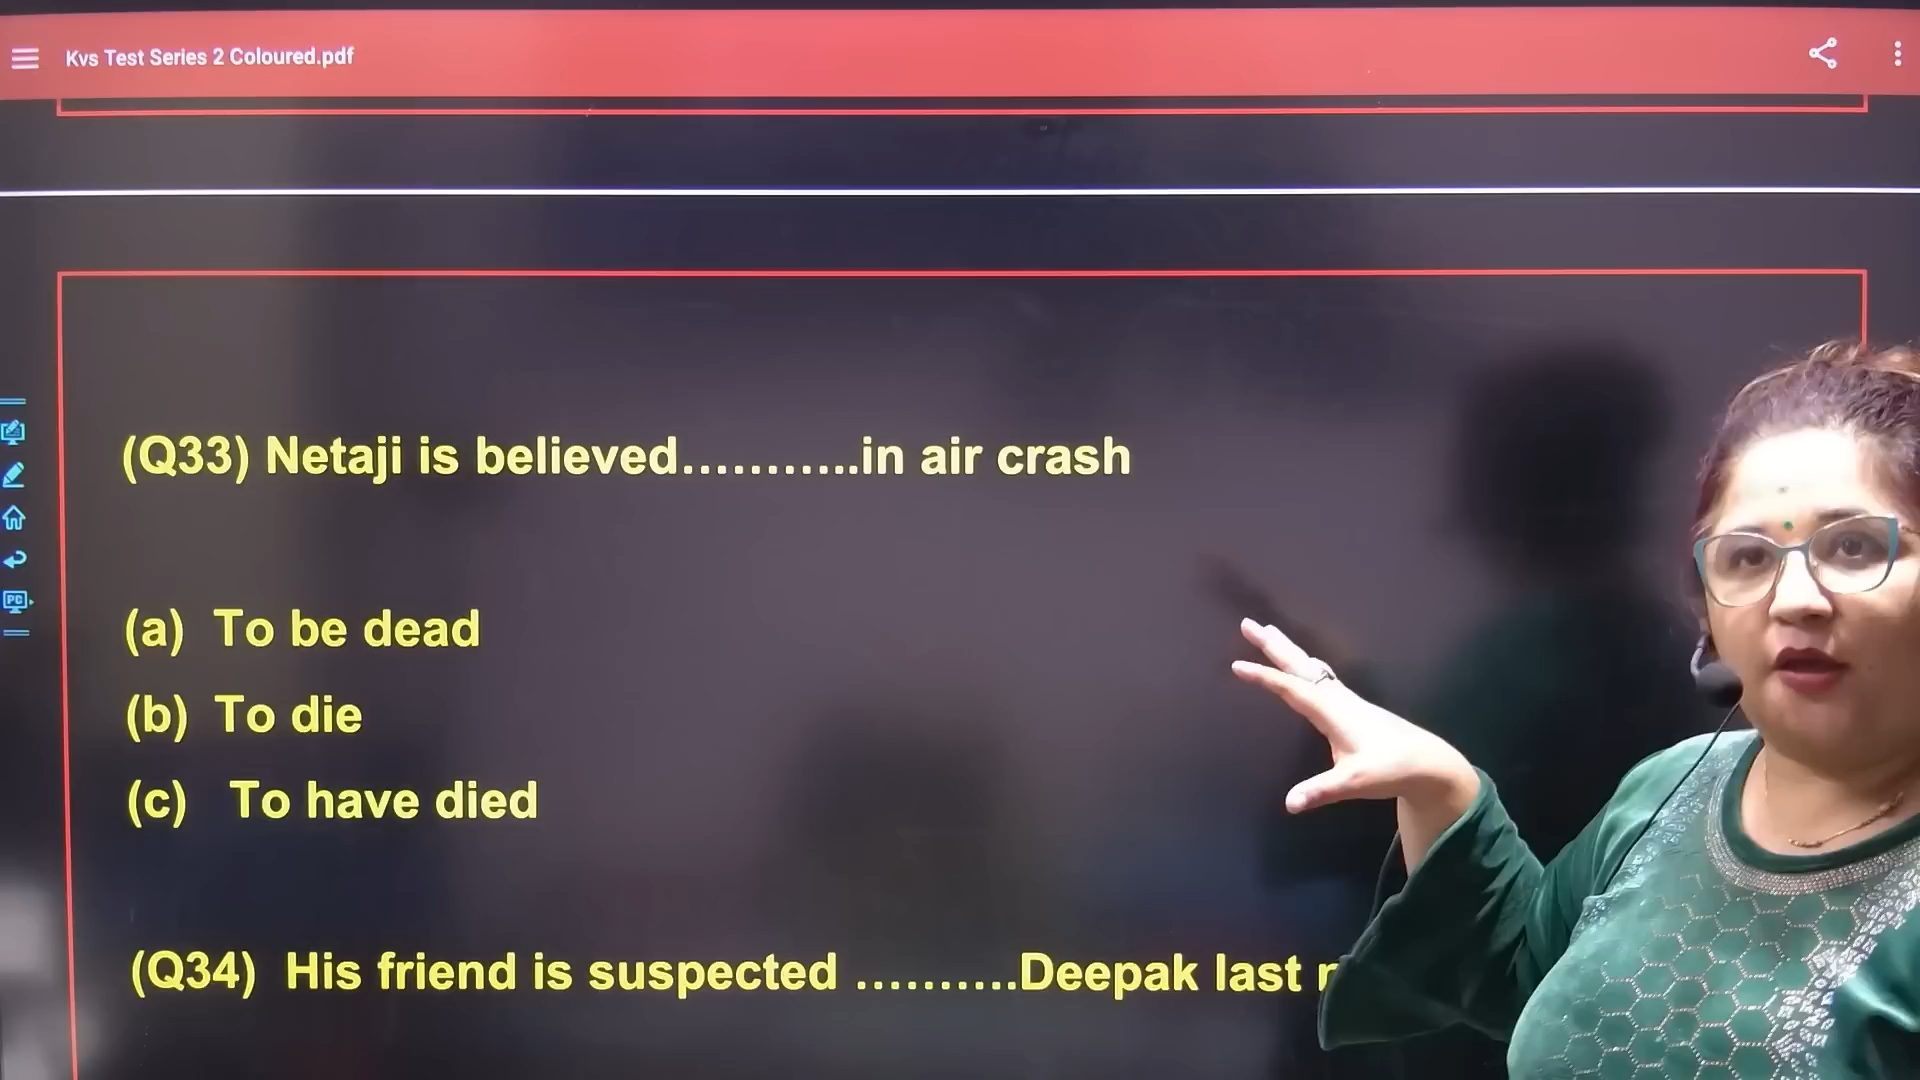 Kvs Test Series 2 Coloured.pdf
(Q33) Netaji is believed...........in air crash
(a) To be dead
(b) To die
(c) To have died
(Q34) His friend is suspected ..........Deepak last
PC